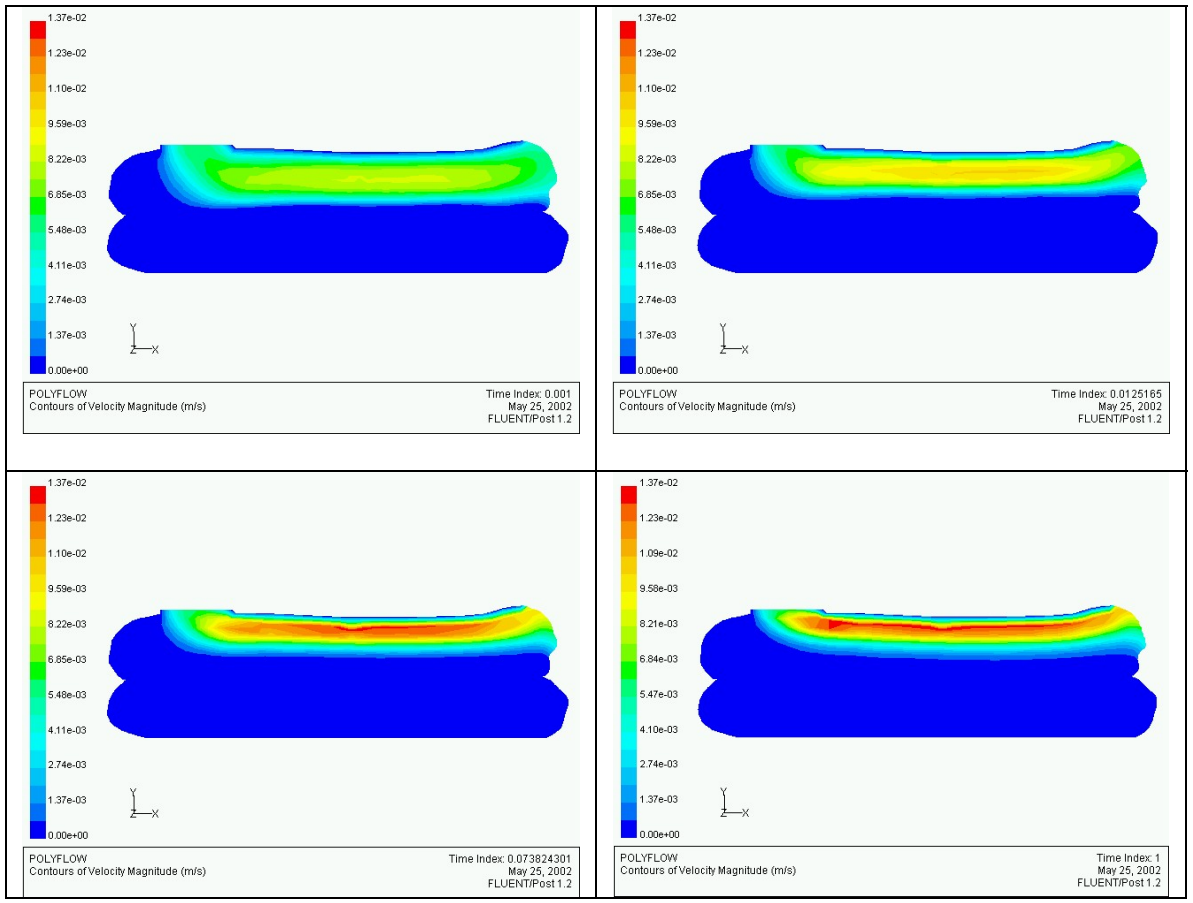 1.37e-02
1.23e-02
1.10e-02
9.59e-03
8.22e-03
6.85e-03
5.48e-03
4.11e-03
2.74e-03
1.37e-03
0.00e+00
Y
Z X
POLYFLOW Time Index: 0.001
Contours of Velocity Magnitude (m/s) May 25, 2002
FLUENT/Post 1.2
1.37e-02
1.23e-02
1.10e-02
9.59e-03
8.22e-03
6.85e-03
5.48e-03
4.11e-03
2.74e-03
1.37e-03
0.00e+00
Y
Z X
POLYFLOW Time Index: 0.0125165
Contours of Velocity Magnitude (m/s) May 25, 2002
FLUENT/Post 1.2
1.37e-02
1.23e-02
1.10e-02
9.59e-03
8.22e-03
6.85e-03
5.48e-03
4.11e-03
2.74e-03
1.37e-03
0.00e+00
Y
Z X
POLYFLOW Time Index: 0.073824301
Contours of Velocity Magnitude (m/s) May 25, 2002
FLUENT/Post 1.2
1.37e-02
1.23e-02
1.09e-02
9.58e-03
8.21e-03
6.84e-03
5.47e-03
4.10e-03
2.74e-03
1.37e-03
0.00e+00
Y
Z X
POLYFLOW Time Index: 1
Contours of Velocity Magnitude (m/s) May 25, 2002
FLUENT/Post 1.2